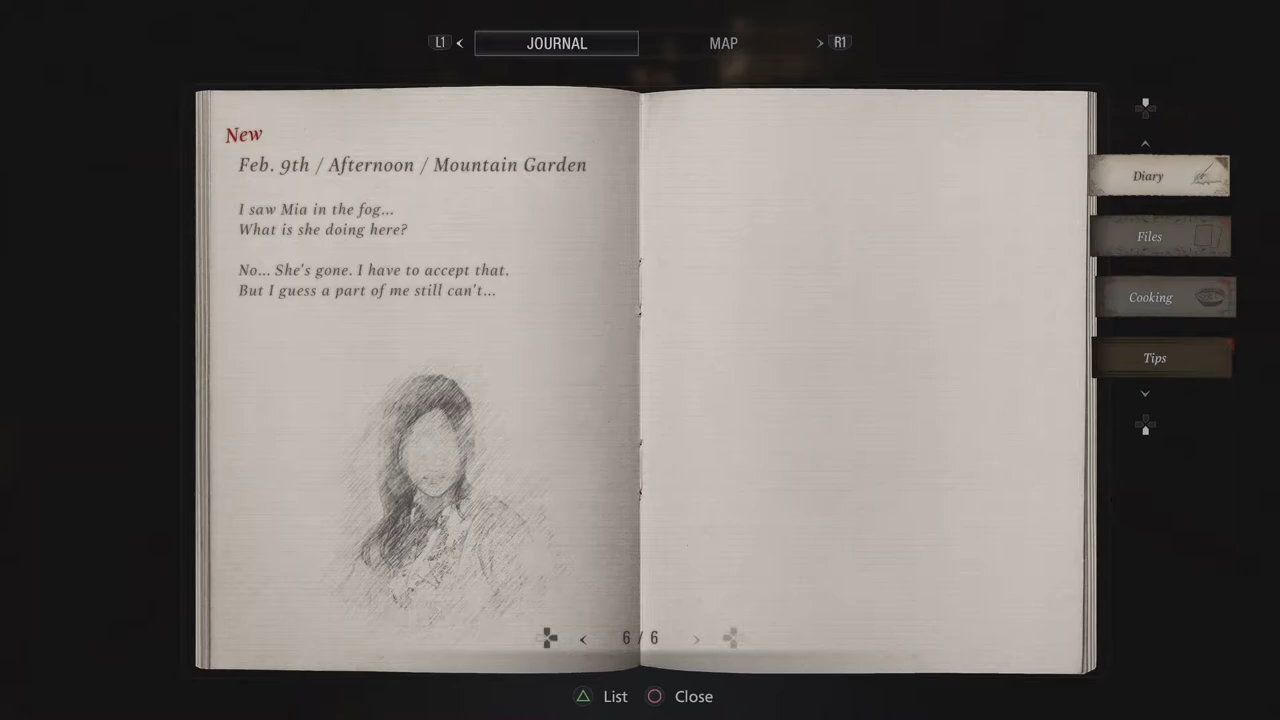 L1 < JOURNAL MAP > R1
New
Feb. 9th / Afternoon / Mountain Garden
I saw Mia in the fog...
What is she doing here?
No... She's gone. I have to accept that.
But I guess a part of me still can't...
< 6 / 6 >
Diary
Files
Cooking
Tips
List Close